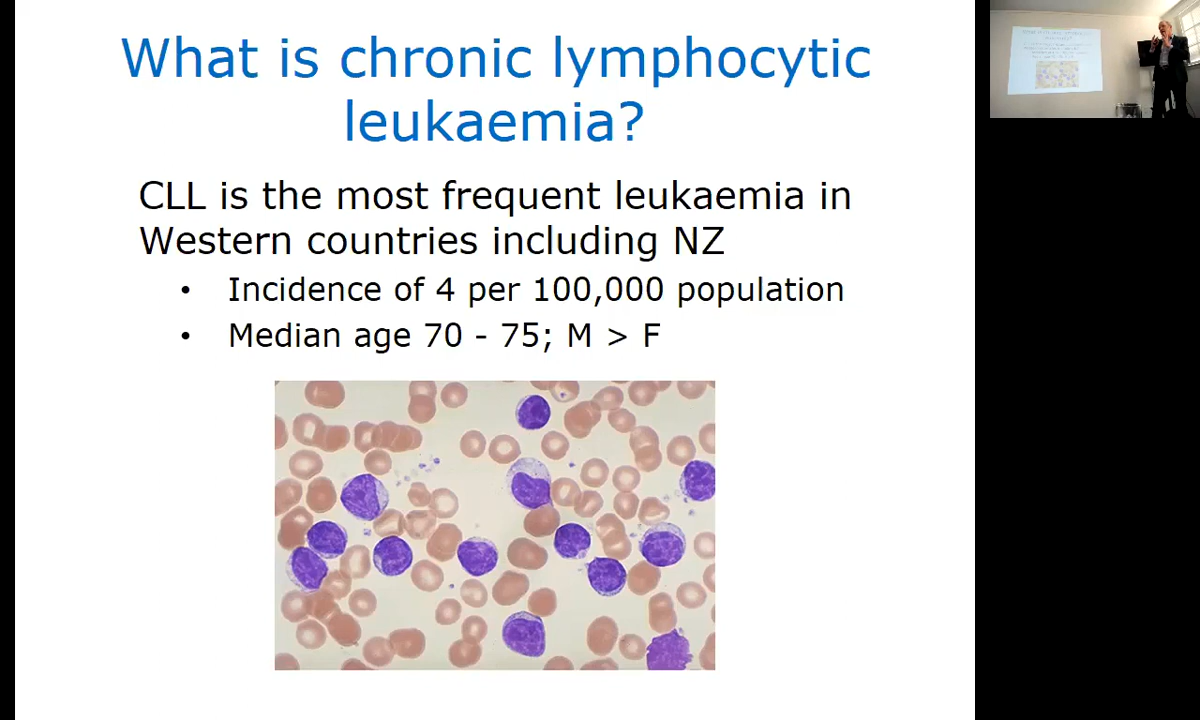 What is chronic lymphocytic
leukaemia?
CLL is the most frequent leukaemia in
Western countries including NZ
• Incidence of 4 per 100,000 population
• Median age 70 - 75; M > F